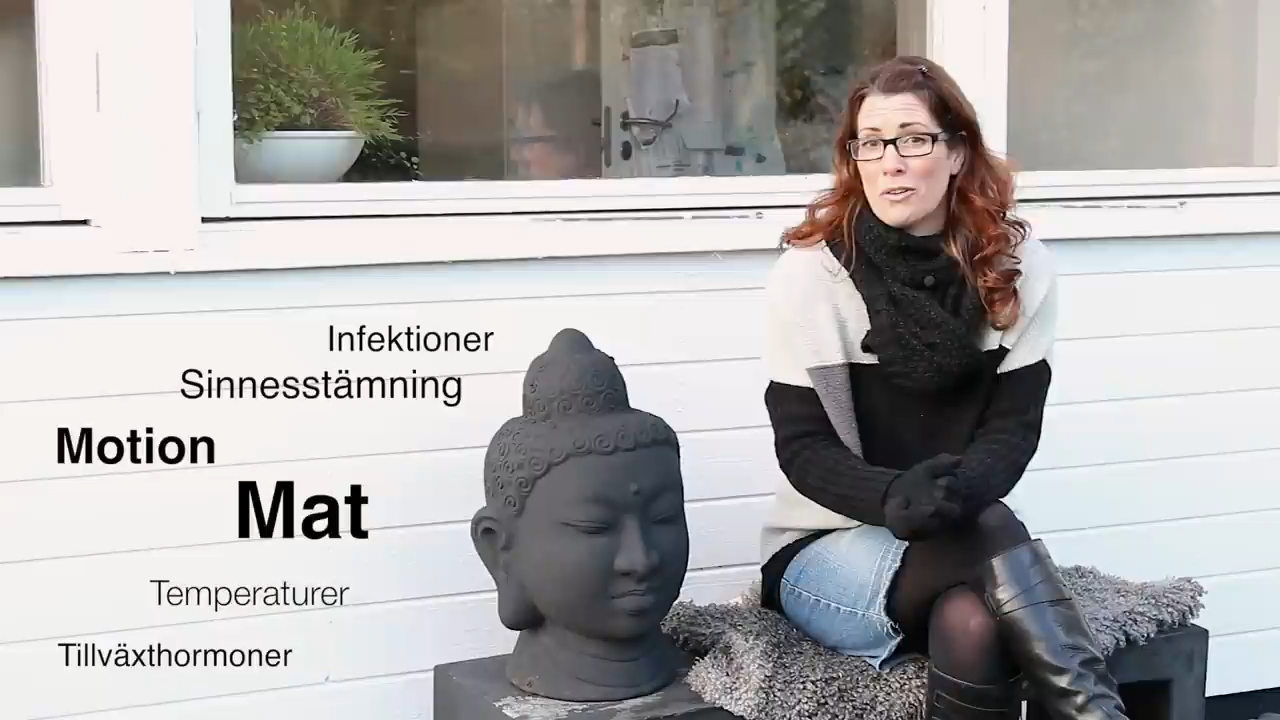 Infektioner
Sinnesstämning
Motion
Mat
Temperaturer
Tillväxthormoner